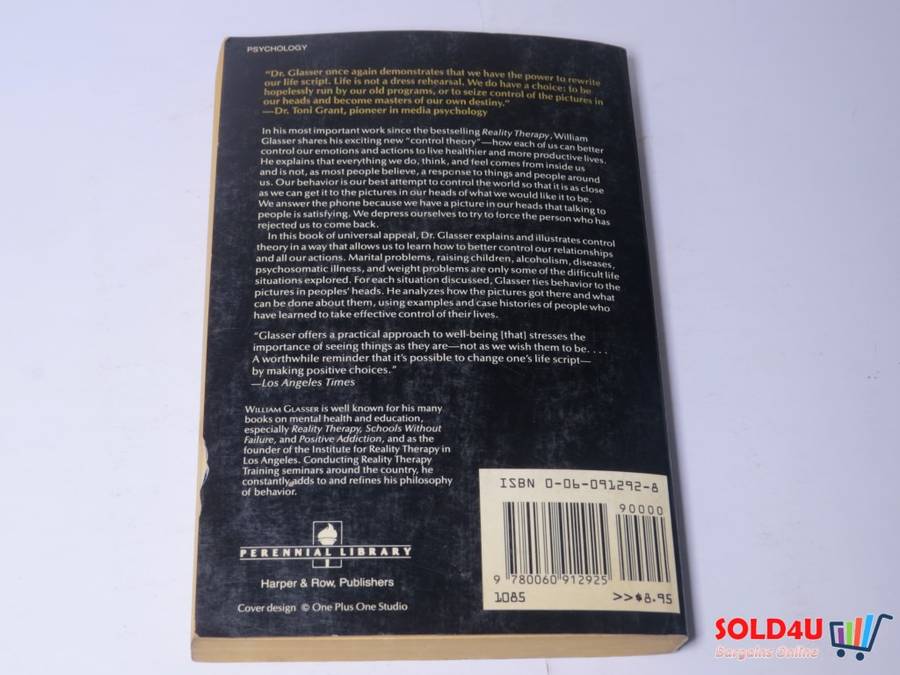 PSYCHOLOGY
“Dr. Glasser once again demonstrates that we have the power to rewrite
our life script. Life is not a dress rehearsal. We do have a choice: to be
hopelessly run by our old programs, or to seize control of the pictures in
our heads and become masters of our own destiny.”
—Dr. Toni Grant, pioneer in media psychology
In his most important work since the bestselling Reality Therapy, William
Glasser shares his exciting new “control theory”—how each of us can better
control our emotions and actions to live healthier and more productive lives.
He explains that everything we do, think, and feel comes from inside us
and is not, as most people believe, a response to things and people around
us. Our behavior is our best attempt to control the world so that it is as close
as we can get it to the pictures in our heads of what we would like it to be.
We answer the phone because we have a picture in our heads that talking to
people is satisfying. We depress ourselves to try to force the person who has
rejected us to come back.
In this book of universal appeal, Dr. Glasser explains and illustrates control
theory in a way that allows us to learn how to better control our relationships
and all our actions. Marital problems, raising children, alcoholism, diseases,
psychosomatic illness, and weight problems are only some of the difficult life
situations explored. For each situation discussed, Glasser ties behavior to the
pictures in peoples’ heads. He analyzes how the pictures got there and what
can be done about them, using examples and case histories of people who
have learned to take effective control of their lives.
“Glasser offers a practical approach to well-being [that] stresses the
importance of seeing things as they are—not as we wish them to be. . . .
A worthwhile reminder that it’s possible to change one’s life script—
by making positive choices.”
—Los Angeles Times
WILLIAM GLASSER is well known for his many
books on mental health and education,
especially Reality Therapy, Schools Without
Failure, and Positive Addiction, and as the
founder of the Institute for Reality Therapy in
Los Angeles. Conducting Reality Therapy
Training seminars around the country, he
constantly adds to and refines his philosophy
of behavior.
PERENNIAL LIBRARY
Harper & Row, Publishers
Cover design © One Plus One Studio
ISBN 0-06-091292-8
90000
9 780060 912925
1085 >>$8.95
SOLD4U
Bargains Online